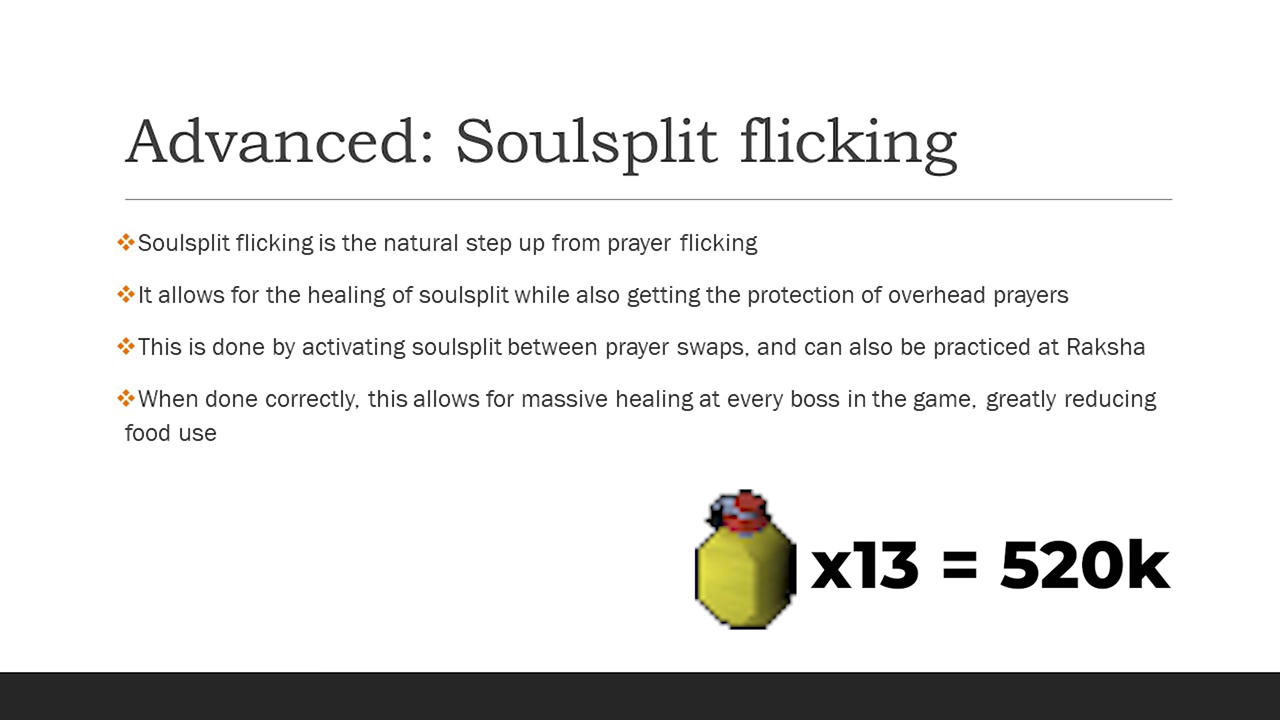 Advanced: Soulsplit flicking
❖Soulsplit flicking is the natural step up from prayer flicking
❖It allows for the healing of soulsplit while also getting the protection of overhead prayers
❖This is done by activating soulsplit between prayer swaps, and can also be practiced at Raksha
❖When done correctly, this allows for massive healing at every boss in the game, greatly reducing
food use
x13 = 520k